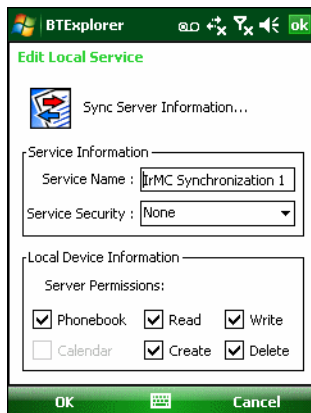 BTExplorer ok
Edit Local Service
Sync Server Information...
Service Information
Service Name : IrMC Synchronization 1
Service Security : None
Local Device Information
Server Permissions:
Phonebook Read Write
Calendar Create Delete
OK Cancel